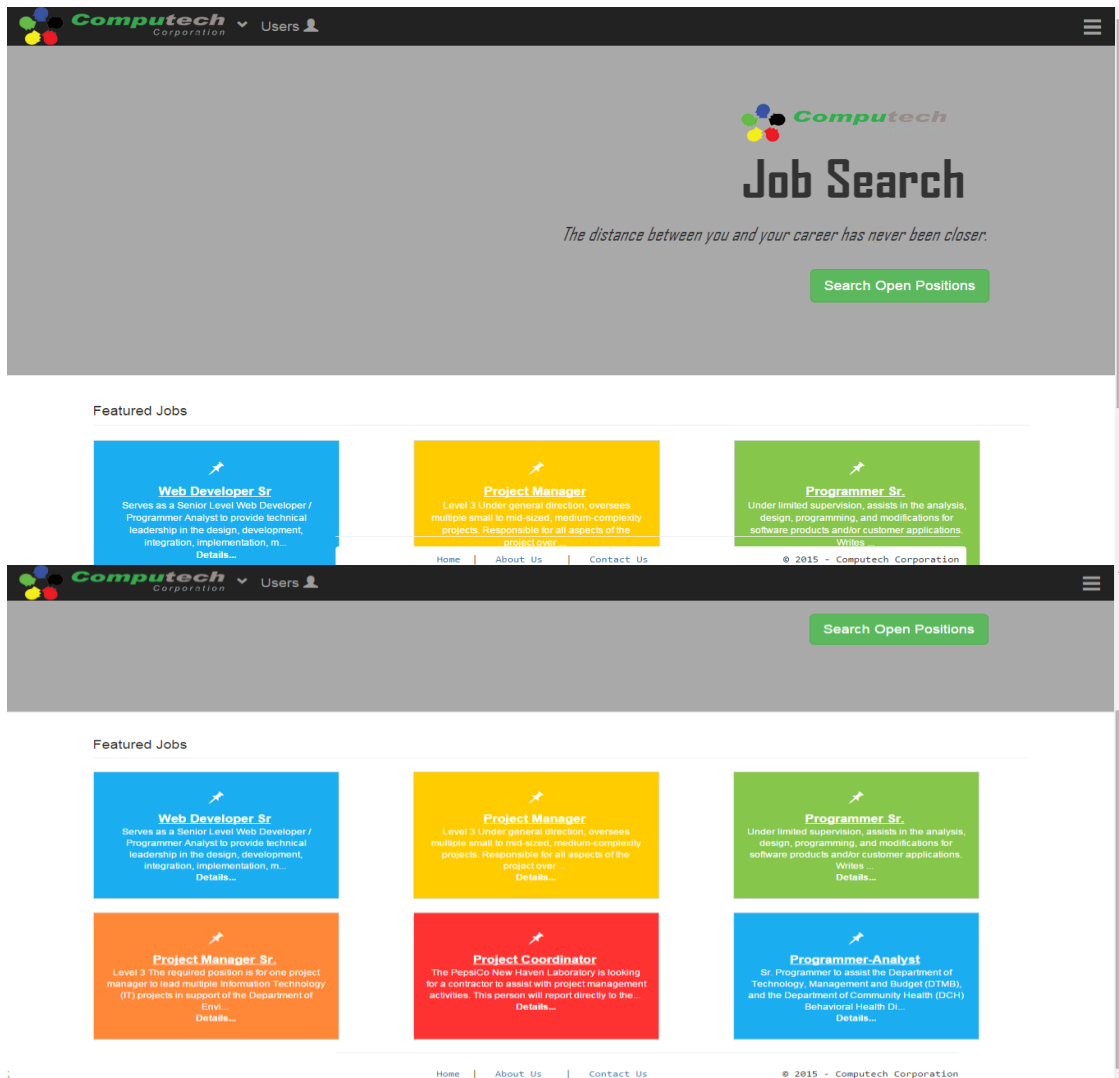 Computech
Corporation
Users
Computech
Job Search
The distance between you and your career has never been closer.
Search Open Positions
Featured Jobs
Web Developer Sr
Serves as a Senior Level Web Developer /
Programmer Analyst to provide technical
leadership in the design, development,
integration, implementation, m...
Details...
Project Manager
Level 3 Under general direction, oversees
multiple small to mid-sized, medium-complexity
projects. Responsible for all aspects of the
project over ...
Programmer Sr.
Under limited supervision, assists in the analysis,
design, programming, and modifications for
software products and/or customer applications.
Writes ...
Home | About Us | Contact Us © 2015 - Computech Corporation
Computech
Corporation
Users
Search Open Positions
Featured Jobs
Web Developer Sr
Serves as a Senior Level Web Developer /
Programmer Analyst to provide technical
leadership in the design, development,
integration, implementation, m...
Details...
Project Manager
Level 3 Under general direction, oversees
multiple small to mid-sized, medium-complexity
projects. Responsible for all aspects of the
project over ...
Details...
Programmer Sr.
Under limited supervision, assists in the analysis,
design, programming, and modifications for
software products and/or customer applications.
Writes ...
Details...
Project Manager Sr.
Level 3 The required position is for one project
manager to lead multiple Information Technology
(IT) projects in support of the Department of
Envi...
Details...
Project Coordinator
The PepsiCo New Haven Laboratory is looking
for a contractor to assist with project management
activities. This person will report directly to the...
Details...
Programmer-Analyst
Sr. Programmer to assist the Department of
Technology, Management and Budget (DTMB),
and the Department of Community Health (DCH)
Behavioral Health Di...
Details...
Home | About Us | Contact Us © 2015 - Computech Corporation